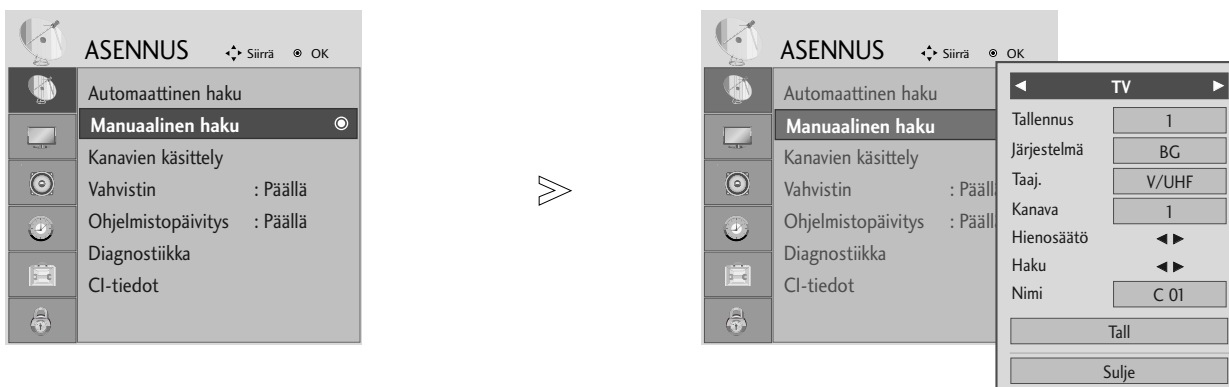 ASENNUS Siirrä OK
Automaattinen haku
Manuaalinen haku
Kanavien käsittely
Vahvistin : Päällä
Ohjelmistopäivitys : Päällä
Diagnostiikka
CI-tiedot
ASENNUS Siirrä OK
Automaattinen haku
Manuaalinen haku
Kanavien käsittely
Vahvistin : Pääll
Ohjelmistopäivitys : Pääll
Diagnostiikka
CI-tiedot
TV
Tallennus 1
Järjestelmä BG
Taaj. V/UHF
Kanava 1
Hienosäätö
Haku
Nimi C 01
Tall
Sulje